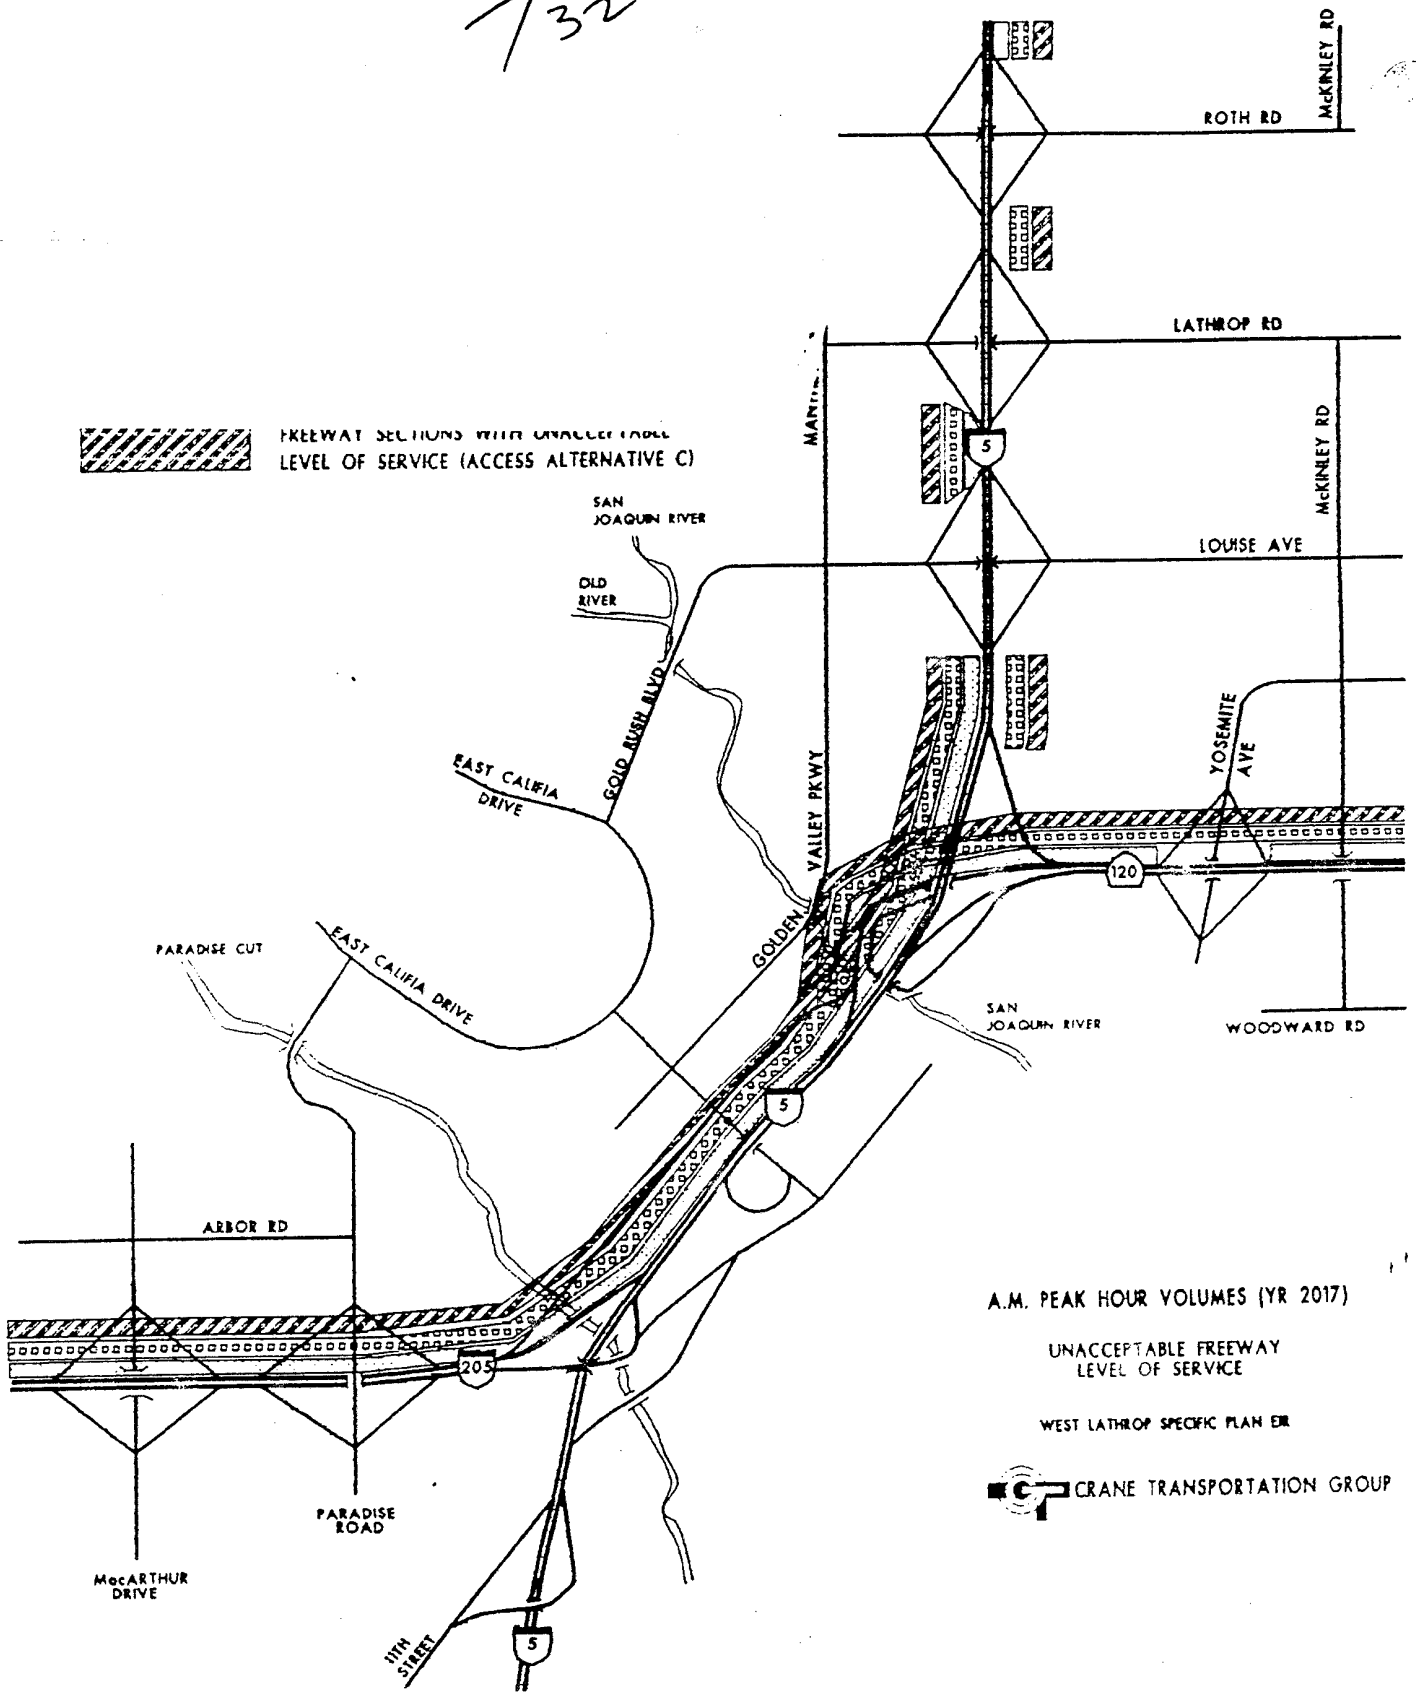 732
McKINLEY RD
ROTH RD
LATHROP RD
5
McKINLEY RD
FREEWAY SECTIONS WITH UNACCEPTABLE
LEVEL OF SERVICE (ACCESS ALTERNATIVE C)
SAN
JOAQUIN RIVER
LOUISE AVE
OLD
RIVER
GOLD RUSH BLVD
YOSEMITE
AVE
EAST CALIFIA
DRIVE
VALLEY PKWY
120
GOLDEN
PARADISE CUT
EAST CALIFIA DRIVE
SAN
JOAQUIN RIVER
WOODWARD RD
5
ARBOR RD
A.M. PEAK HOUR VOLUMES (YR 2017)
UNACCEPTABLE FREEWAY
LEVEL OF SERVICE
205
WEST LATHROP SPECIFIC PLAN EIR
CRANE TRANSPORTATION GROUP
PARADISE
ROAD
MacARTHUR
DRIVE
11TH
STREET
5